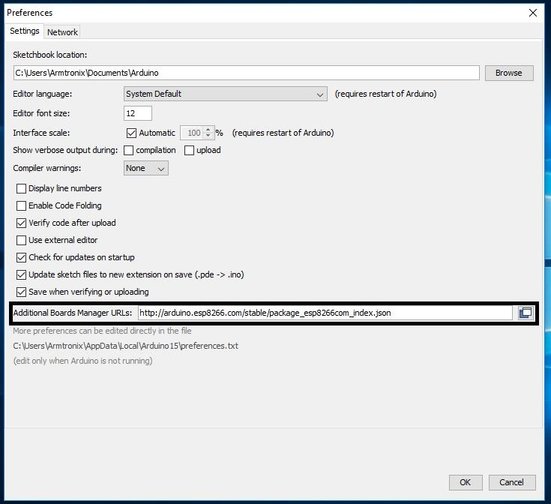 Preferences
Settings Network
Sketchbook location:
C:\Users\Armtronix\Documents\Arduino Browse
Editor language: System Default (requires restart of Arduino)
Editor font size: 12
Interface scale: Automatic 100 % (requires restart of Arduino)
Show verbose output during: compilation upload
Compiler warnings: None
Display line numbers
Enable Code Folding
Verify code after upload
Use external editor
Check for updates on startup
Update sketch files to new extension on save (.pde -> .ino)
Save when verifying or uploading
Additional Boards Manager URLs: http://arduino.esp8266.com/stable/package_esp8266com_index.json
More preferences can be edited directly in the file
C:\Users\Armtronix\AppData\Local\Arduino15\preferences.txt
(edit only when Arduino is not running)
OK Cancel